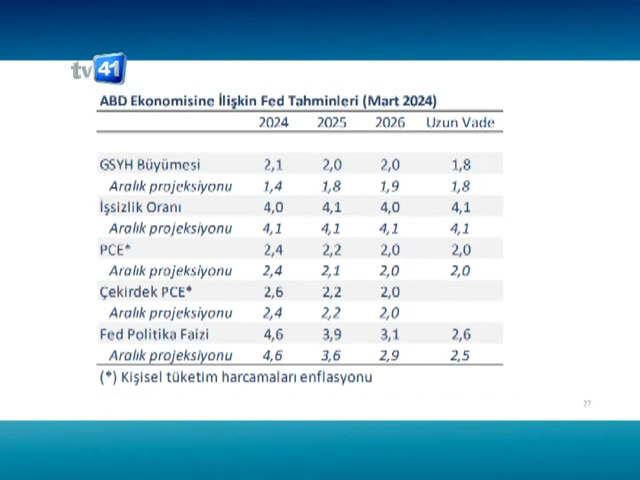 tv41
ABD Ekonomisine İlişkin Fed Tahminleri (Mart 2024)
2024 2025 2026 Uzun Vade
GSYH Büyümesi 2,1 2,0 2,0 1,8
Aralık projeksiyonu 1,4 1,8 1,9 1,8
İşsizlik Oranı 4,0 4,1 4,0 4,1
Aralık projeksiyonu 4,1 4,1 4,1 4,1
PCE* 2,4 2,2 2,0 2,0
Aralık projeksiyonu 2,4 2,1 2,0 2,0
Çekirdek PCE* 2,6 2,2 2,0
Aralık projeksiyonu 2,4 2,2 2,0
Fed Politika Faizi 4,6 3,9 3,1 2,6
Aralık projeksiyonu 4,6 3,6 2,9 2,5
(*) Kişisel tüketim harcamaları enflasyonu
27